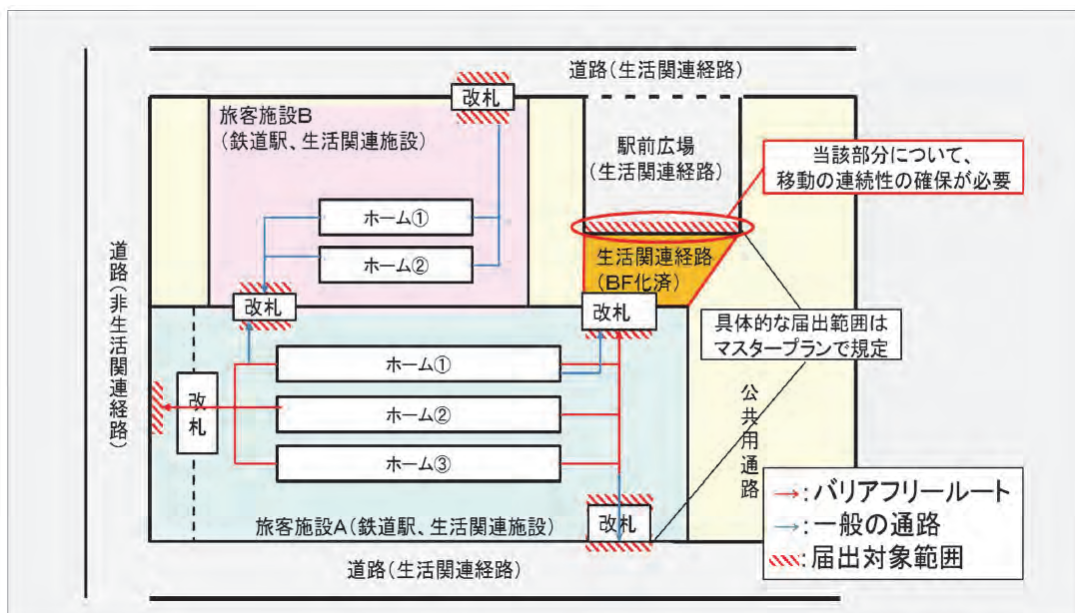 道路(生活関連経路)
改札
旅客施設B
(鉄道駅、生活関連施設)
駅前広場
(生活関連経路)
当該部分について、
移動の連続性の確保が必要
ホーム①
ホーム②
生活関連経路
(BF化済)
道路(非生活関連経路)
改札
改札
具体的な届出範囲は
マスタープランで規定
ホーム①
改札
ホーム②
ホーム③
公共用通路
改札
旅客施設A(鉄道駅、生活関連施設)
道路(生活関連経路)
→:バリアフリールート
→:一般の通路
:届出対象範囲